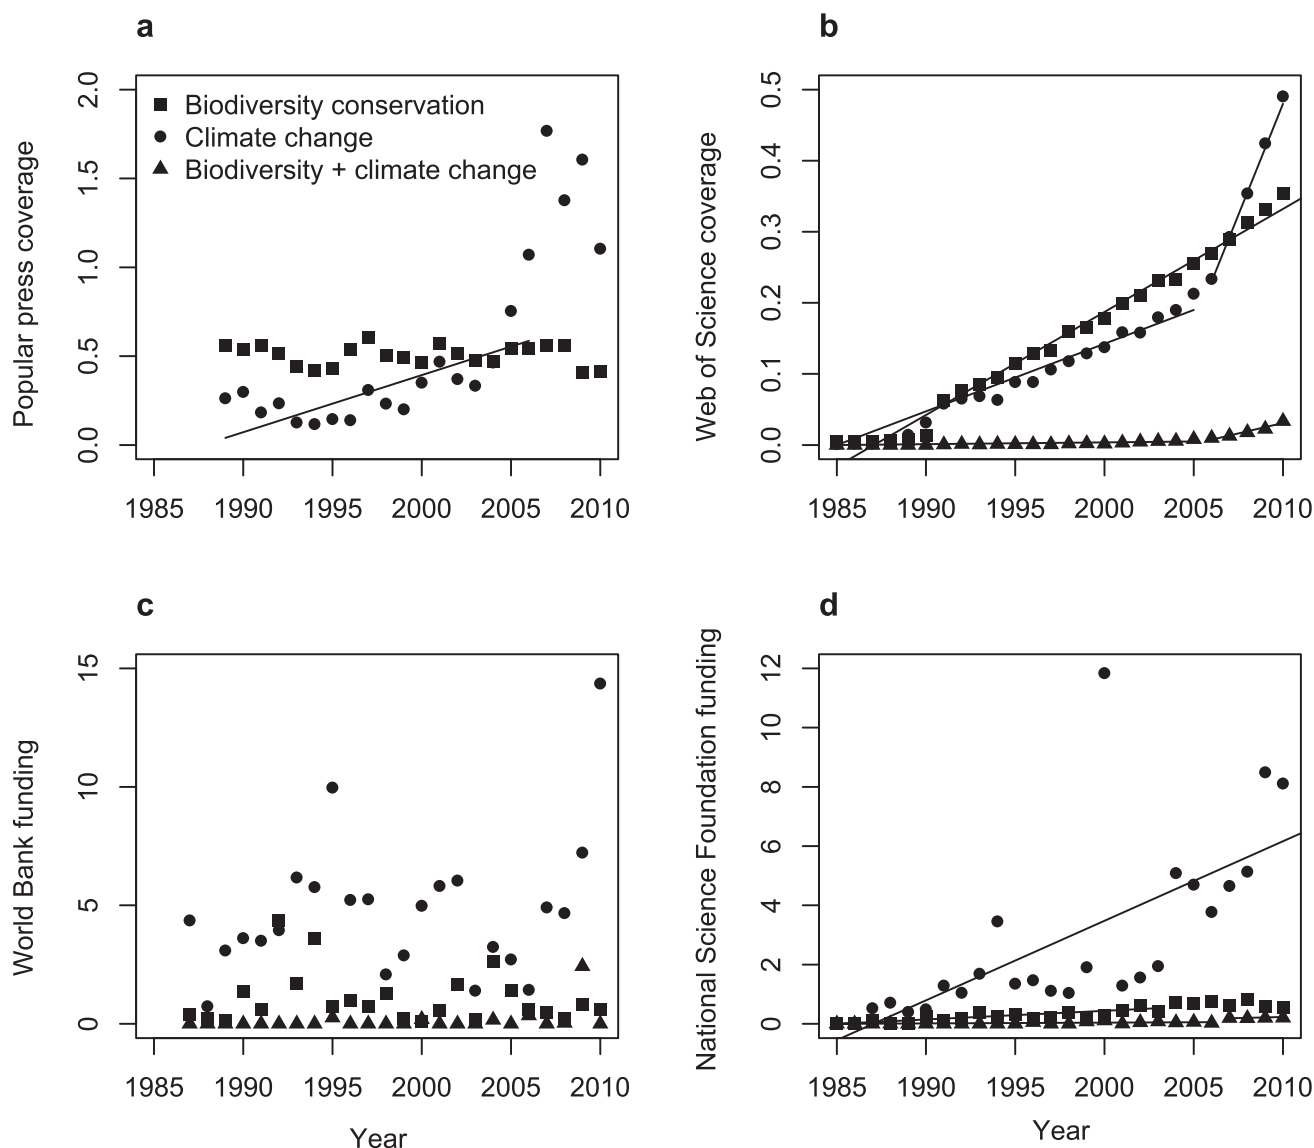 a
Popular press coverage
2.0
1.5
1.0
0.5
0.0
Biodiversity conservation
Climate change
Biodiversity + climate change
1985 1990 1995 2000 2005 2010
b
Web of Science coverage
0.5
0.4
0.3
0.2
0.1
0.0
1985 1990 1995 2000 2005 2010
c
World Bank funding
15
10
5
0
1985 1990 1995 2000 2005 2010
Year
d
National Science Foundation funding
12
10
8
6
4
2
0
1985 1990 1995 2000 2005 2010
Year